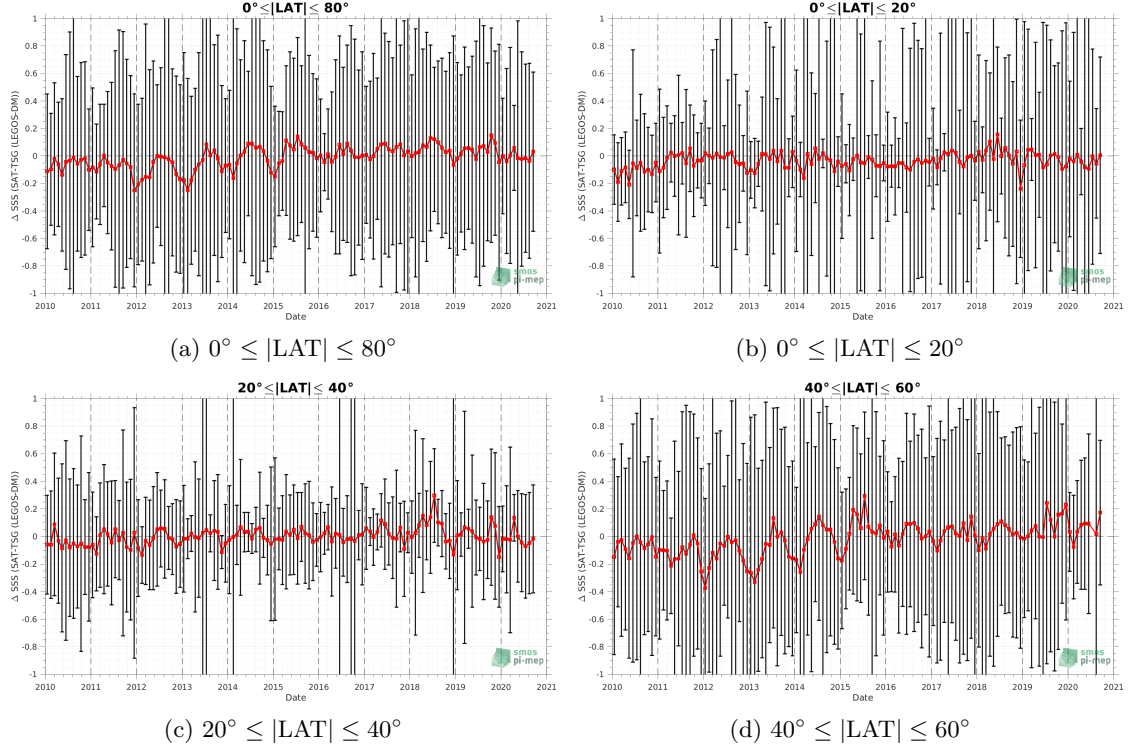 0°≤|LAT|≤ 80°
Δ SSS (SAT-TSG (LEGOS-DM))
1
0.8
0.6
0.4
0.2
0
-0.2
-0.4
-0.6
-0.8
-1
2010 2011 2012 2013 2014 2015 2016 2017 2018 2019 2020 2021
Date
smos
pi-mep
(a) 0° ≤ |LAT| ≤ 80°
0°≤|LAT|≤ 20°
Δ SSS (SAT-TSG (LEGOS-DM))
1
0.8
0.6
0.4
0.2
0
-0.2
-0.4
-0.6
-0.8
-1
2010 2011 2012 2013 2014 2015 2016 2017 2018 2019 2020 2021
Date
smos
pi-mep
(b) 0° ≤ |LAT| ≤ 20°
20°≤|LAT|≤ 40°
Δ SSS (SAT-TSG (LEGOS-DM))
1
0.8
0.6
0.4
0.2
0
-0.2
-0.4
-0.6
-0.8
-1
2010 2011 2012 2013 2014 2015 2016 2017 2018 2019 2020 2021
Date
smos
pi-mep
(c) 20° ≤ |LAT| ≤ 40°
40°≤|LAT|≤ 60°
Δ SSS (SAT-TSG (LEGOS-DM))
1
0.8
0.6
0.4
0.2
0
-0.2
-0.4
-0.6
-0.8
-1
2010 2011 2012 2013 2014 2015 2016 2017 2018 2019 2020 2021
Date
smos
pi-mep
(d) 40° ≤ |LAT| ≤ 60°